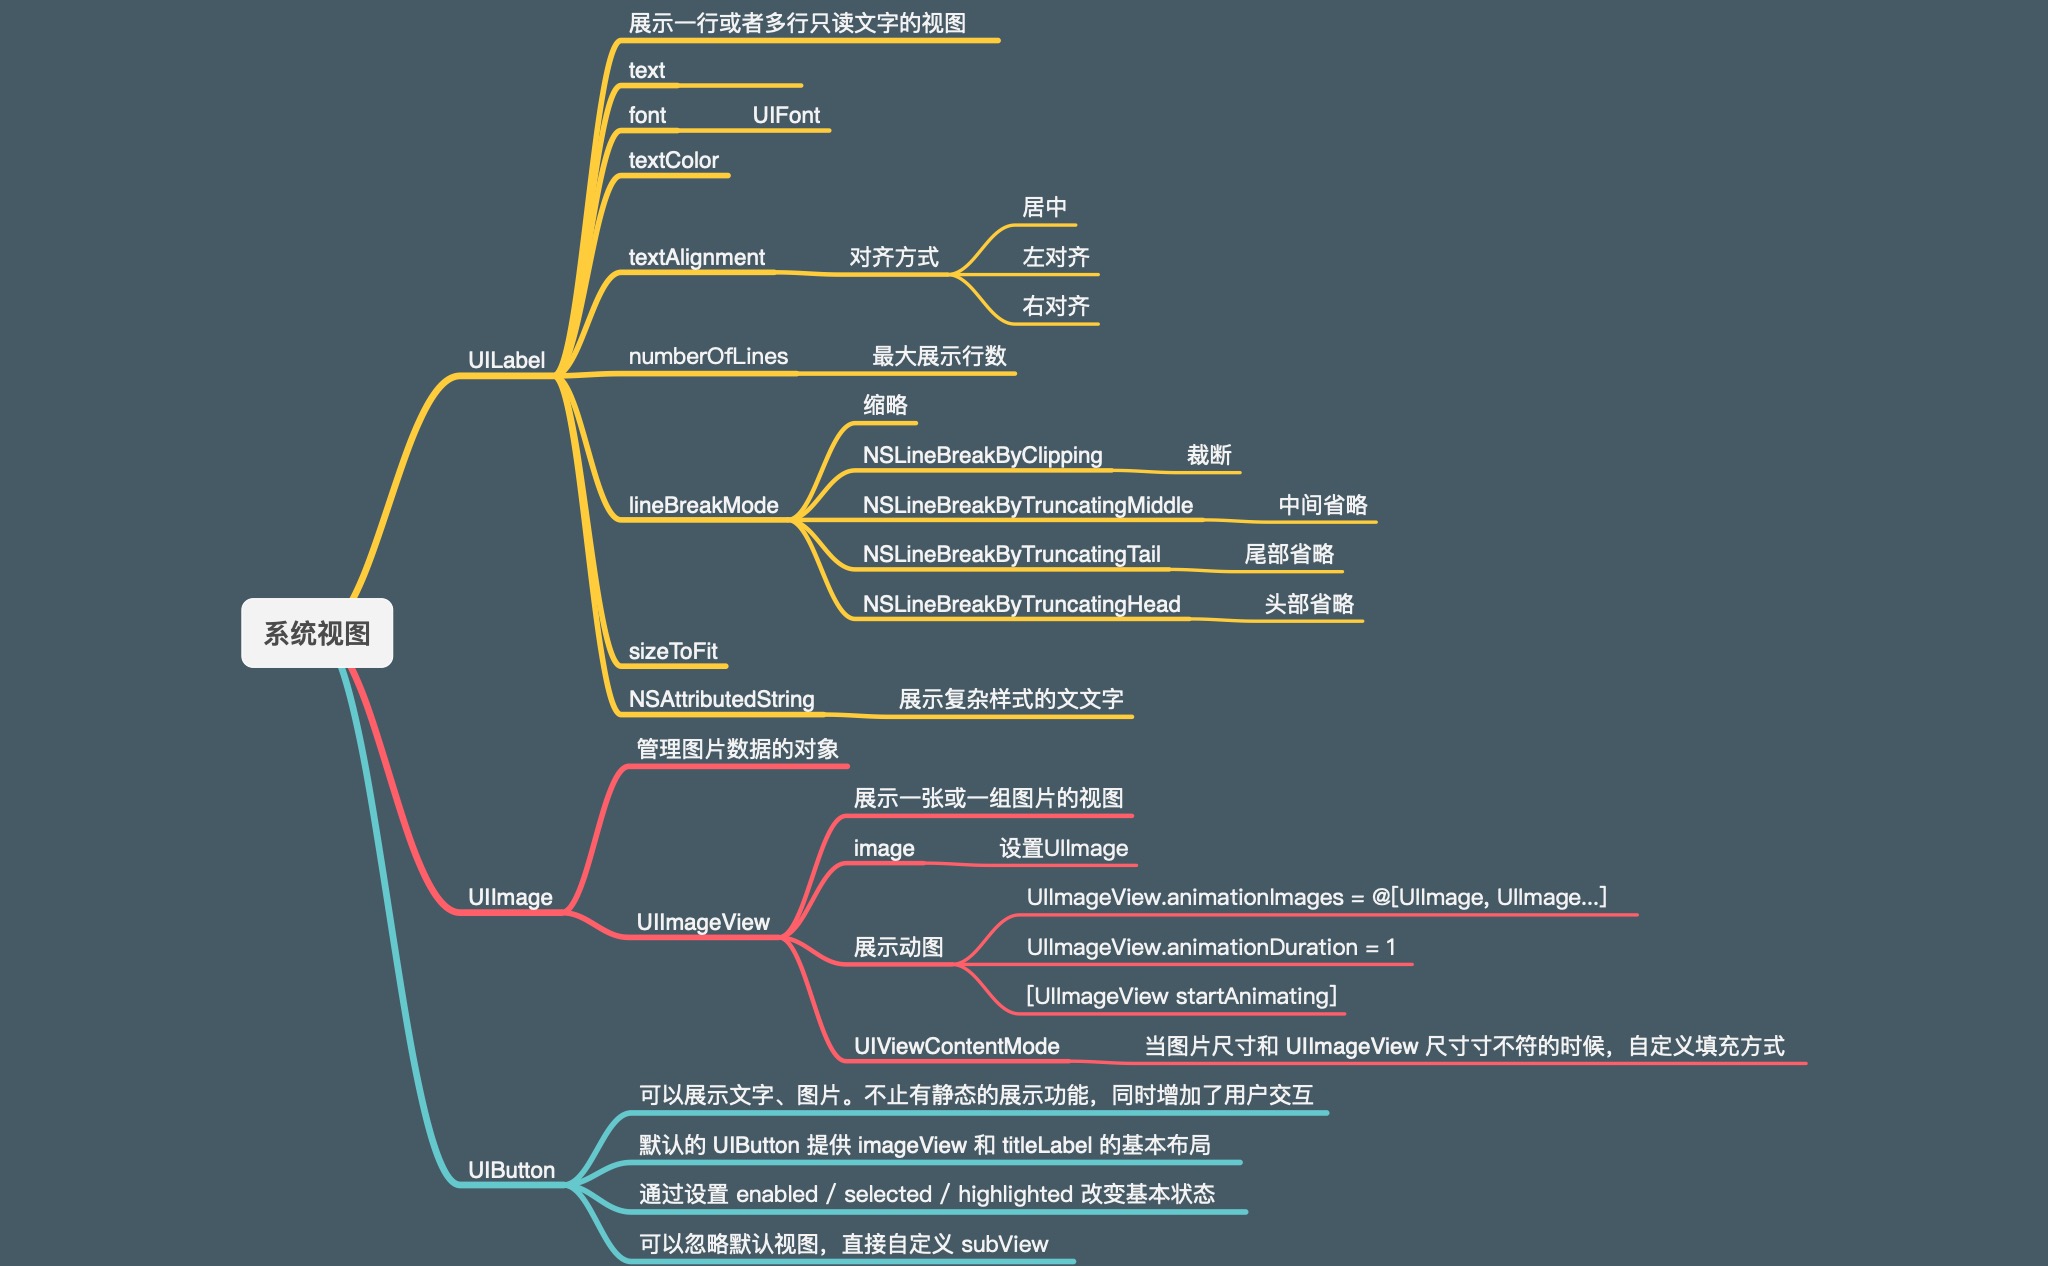 展示一行或者多行只读文字的视图
text
font
UIFont
textColor
居中
textAlignment
对齐方式
左对齐
右对齐
UILabel
numberOfLines
最大展示行数
缩略
NSLineBreakByClipping
裁断
lineBreakMode
NSLineBreakByTruncatingMiddle
中间省略
NSLineBreakByTruncatingTail
尾部省略
NSLineBreakByTruncatingHead
头部省略
系统视图
sizeToFit
NSAttributedString
展示复杂样式的文文字
管理图片数据的对象
展示一张或一组图片的视图
image
设置UIImage
UIImage
UIImageView
UIImageView.animationImages = @[UIImage, UIImage...]
展示动图
UIImageView.animationDuration = 1
[UIImageView startAnimating]
UIViewContentMode
当图片尺寸和 UIImageView 尺寸寸不符的时候，自定义填充方式
可以展示文字、图片。不止有静态的展示功能，同时增加了用户交互
默认的 UIButton 提供 imageView 和 titleLabel 的基本布局
UIButton
通过设置 enabled / selected / highlighted 改变基本状态
可以忽略默认视图，直接自定义 subView